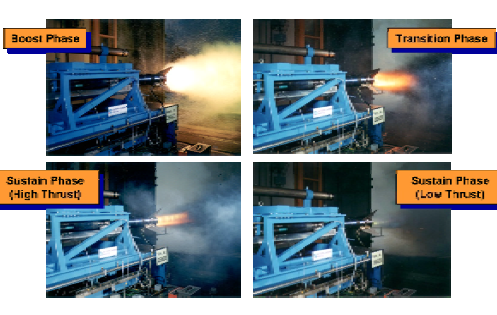 Boost Phase
Transition Phase
Sustain Phase
(High Thrust)
Sustain Phase
(Low Thrust)